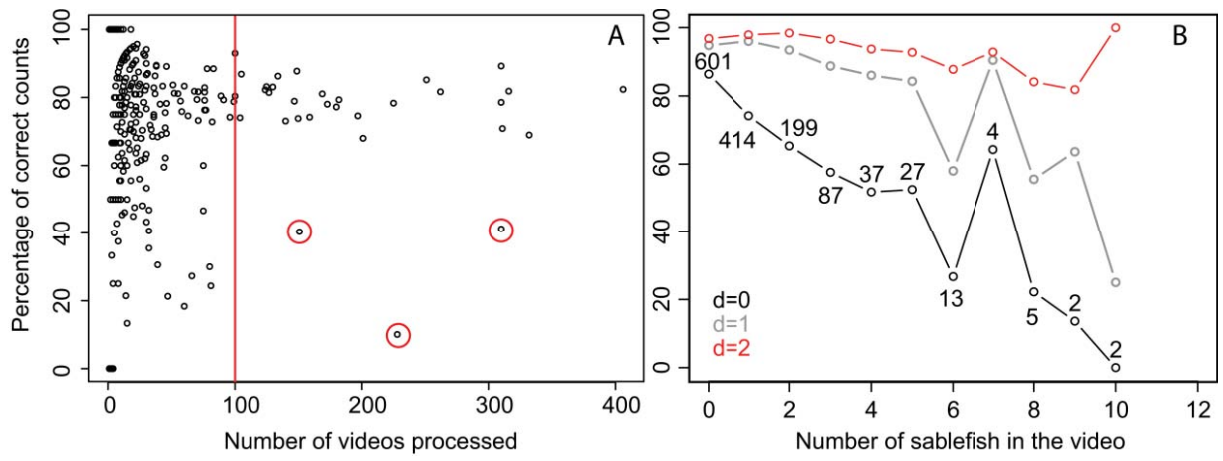 A
Percentage of correct counts
100
80
60
40
20
0
0 100 200 300 400
Number of videos processed
B
100
80
60
40
20
0
601
414
199
87
37
27
13
4
5
2
2
d=0
d=1
d=2
0 2 4 6 8 10 12
Number of sablefish in the video